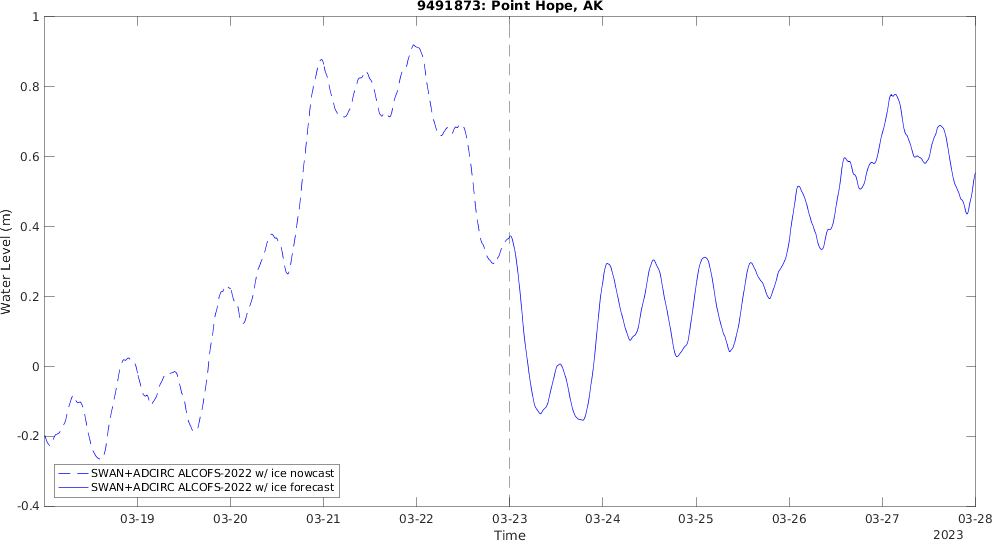 9491873: Point Hope, AK
1
0.8
0.6
0.4
0.2
0
-0.2
-0.4
Water Level (m)
SWAN+ADCIRC ALCOFS-2022 w/ ice nowcast
SWAN+ADCIRC ALCOFS-2022 w/ ice forecast
03-19 03-20 03-21 03-22 03-23 03-24 03-25 03-26 03-27 03-28
Time
2023